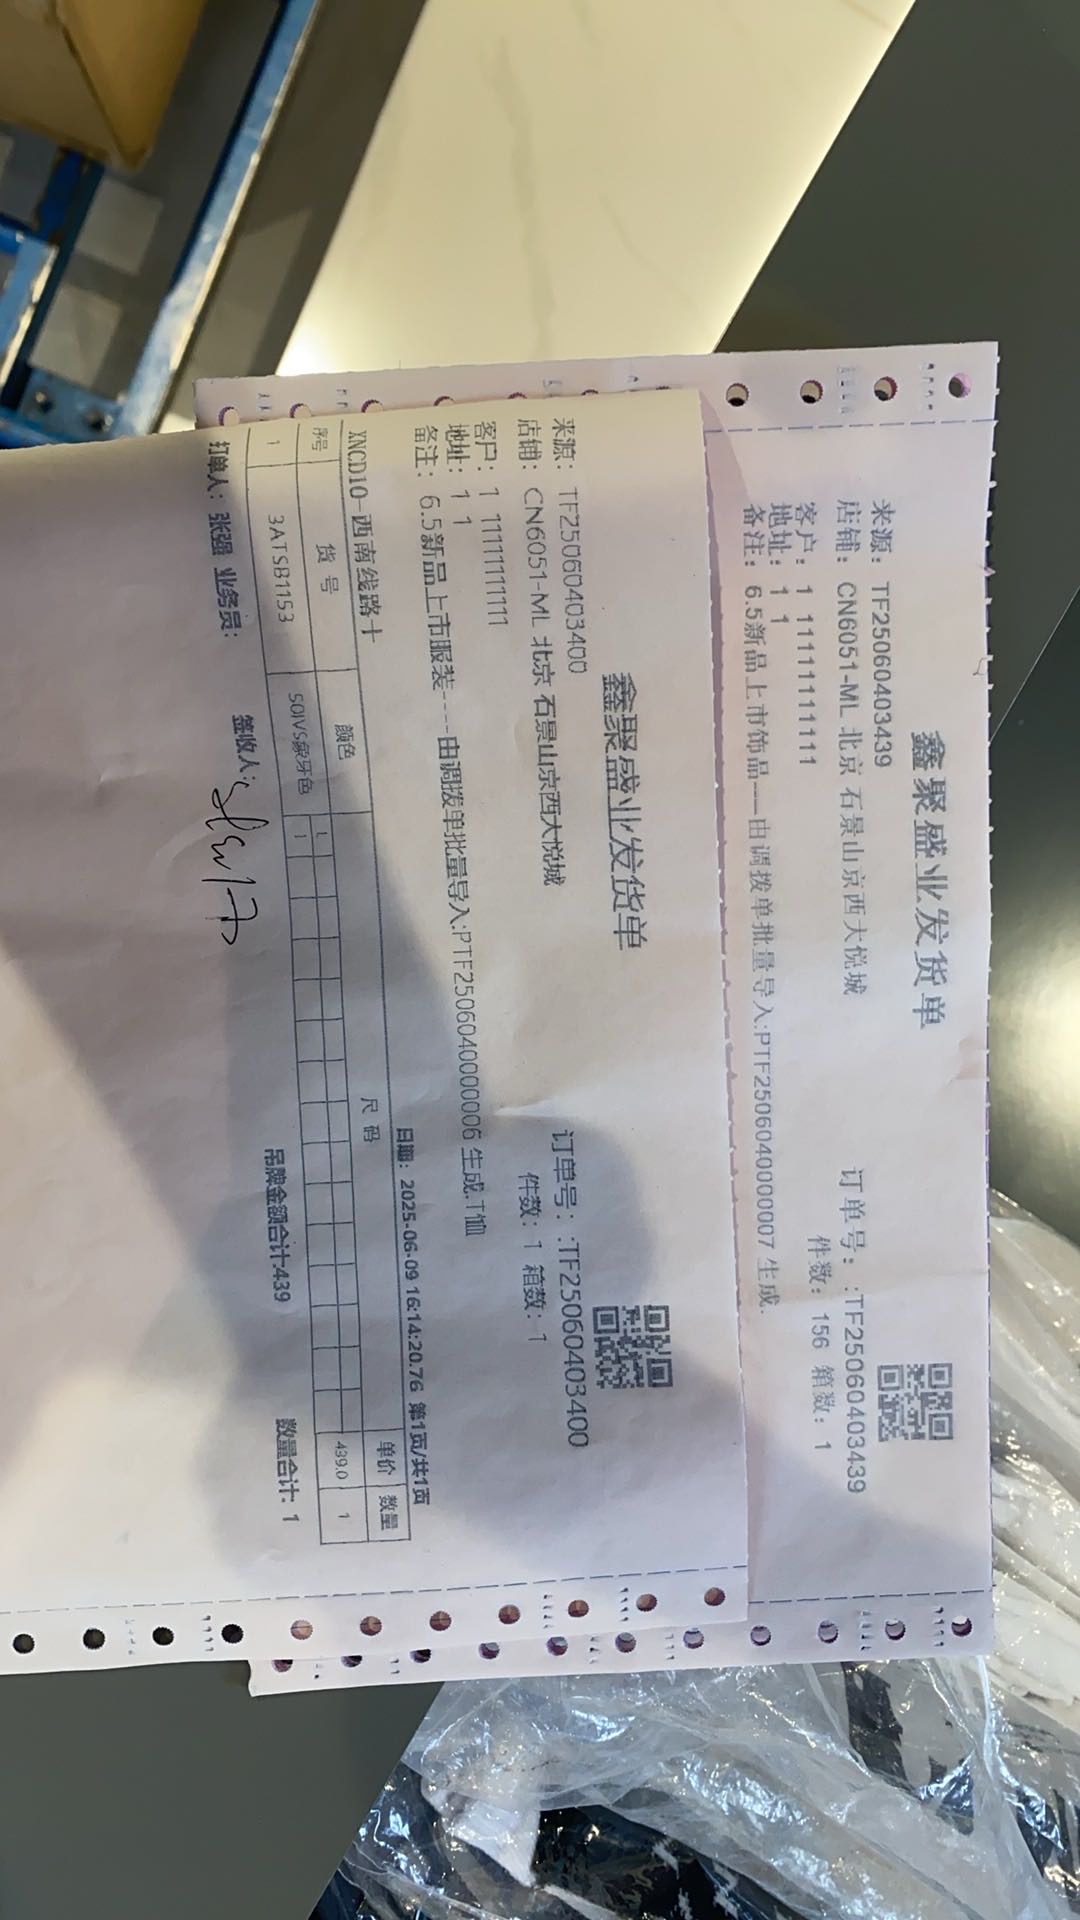 鑫聚盛业发货单
来源: TF25060403439
订单号: :TF25060403439
店铺: CN6051-ML 北京 石景山京西大悦城
件数: 156 箱数: 1
客户: 1 11111111111
地址: 1 1
备注: 6.5新品上市饰品---由调拨单批量导入:PTF2506040000007 生成.
鑫聚盛业发货单
来源: TF25060403400
订单号: :TF25060403400
店铺: CN6051-ML 北京 石景山京西大悦城
件数: 1 箱数: 1
客户: 1 11111111111
地址: 1 1
备注: 6.5新品上市服装----由调拨单批量导入:PTF2506040000006 生成.T恤
XNCD10-西南线路十
日期: 2025-06-09 16:14:20.76 第1页/共1页
序号 货号 颜色 尺码 单价 数量
L
1 3ATSB1153 50IVS象牙色 1 439.0 1
吊牌金额合计:439 数量合计: 1
打单人: 张强 业务员: 签收人: